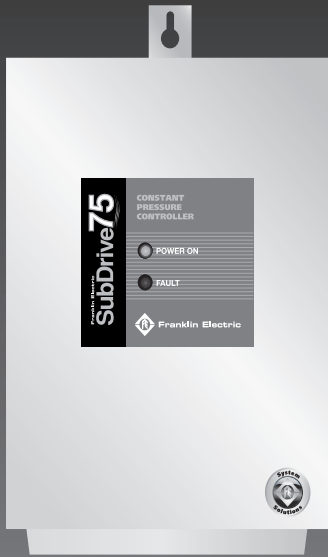 Franklin Electric
SubDrive75
CONSTANT
PRESSURE
CONTROLLER
POWER ON
FAULT
Franklin Electric
System
Solutions